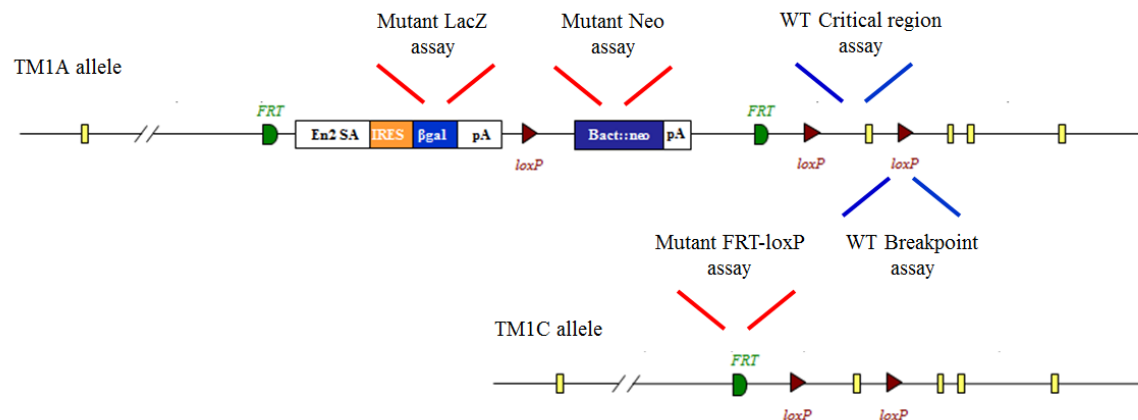 Mutant LacZ
assay
Mutant Neo
assay
WT Critical region
assay
TM1A allele
FRT
En2 SA
IRES
βgal
pA
loxP
Bact::neo
pA
FRT
loxP
loxP
Mutant FRT-loxP
assay
WT Breakpoint
assay
TM1C allele
FRT
loxP
loxP